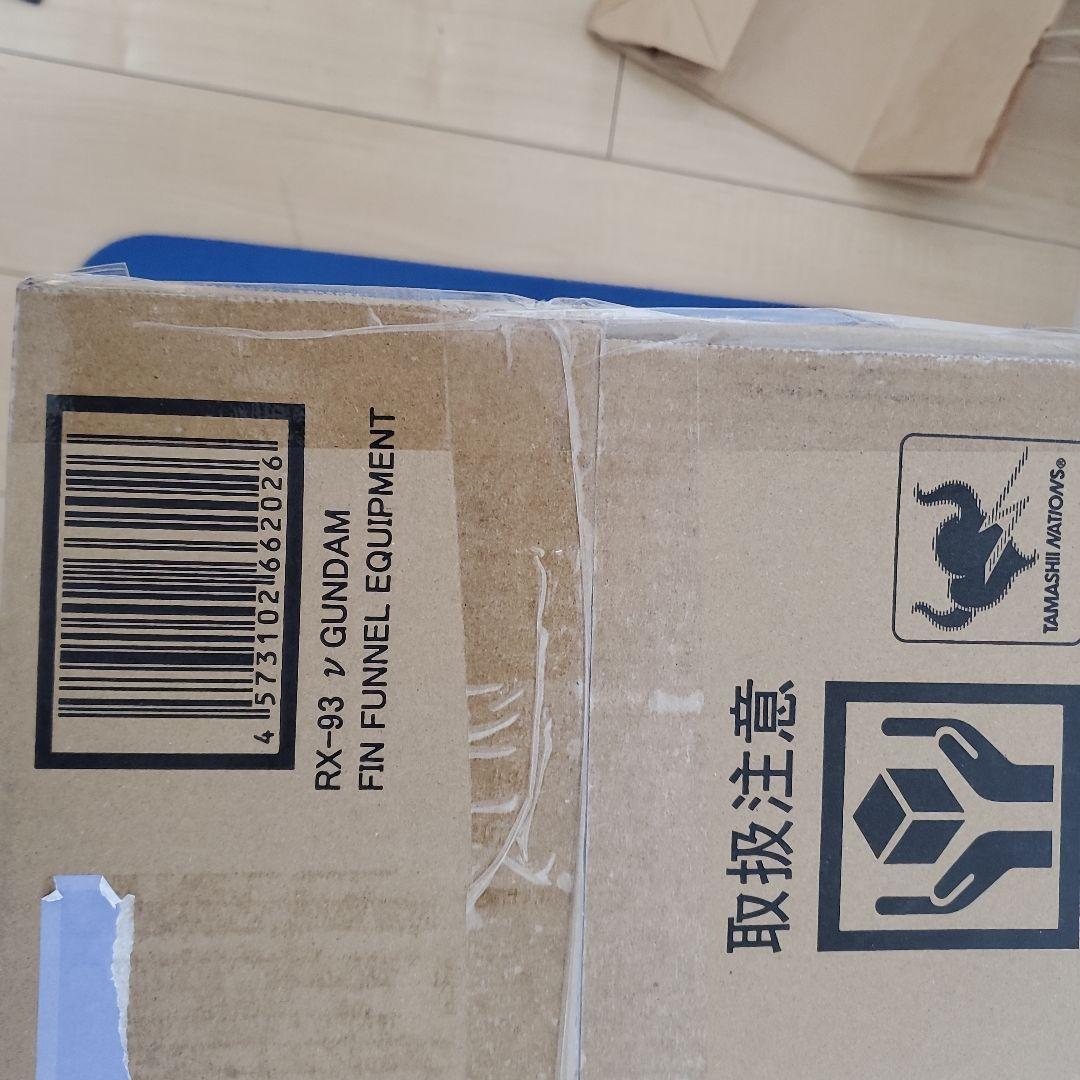 4 573102 662026
RX-93 ν GUNDAM
FIN FUNNEL EQUIPMENT
取扱注意
TAMASHII NATIONS®